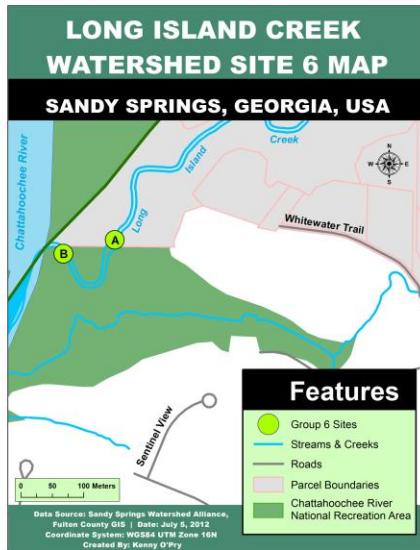 LONG ISLAND CREEK
WATERSHED SITE 6 MAP
SANDY SPRINGS, GEORGIA, USA
Chattahoochee River
Creek
Island
Long
N
W
E
S
Whitewater Trail
A
B
Sentinel View
Features
Group 6 Sites
Streams & Creeks
Roads
Parcel Boundaries
Chattahoochee River
National Recreation Area
0 50 100 Meters
Data Source: Sandy Springs Watershed Alliance,
Fulton County GIS | Date: July 5, 2012
Coordinate System: WGS84 UTM Zone 16N
Created By: Kenny O'Pry